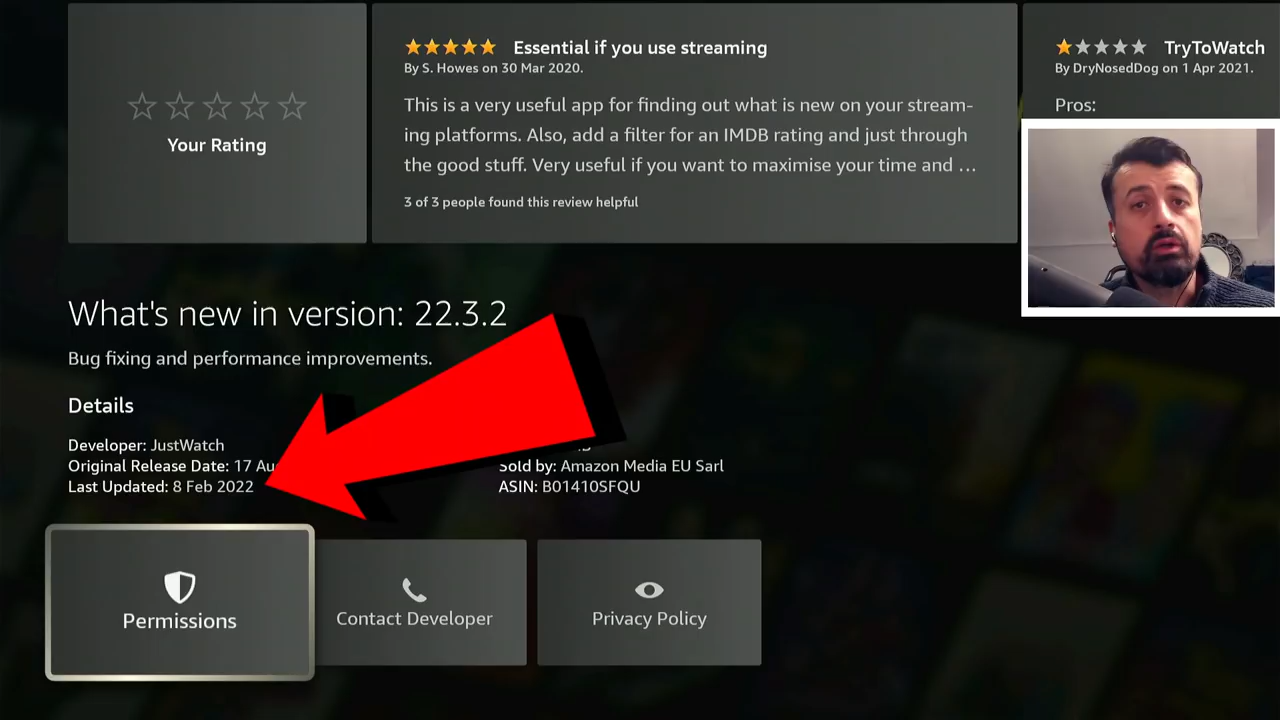 Essential if you use streaming
By S. Howes on 30 Mar 2020.
This is a very useful app for finding out what is new on your stream-
ing platforms. Also, add a filter for an IMDB rating and just through
the good stuff. Very useful if you want to maximise your time and ...
3 of 3 people found this review helpful
Your Rating
TryToWatch
By DryNosedDog on 1 Apr 2021.
Pros:
What's new in version: 22.3.2
Bug fixing and performance improvements.
Details
Developer: JustWatch
Original Release Date: 17
Last Updated: 8 Feb 2022
Sold by: Amazon Media EU Sarl
ASIN: B01410SFQU
Permissions
Contact Developer
Privacy Policy